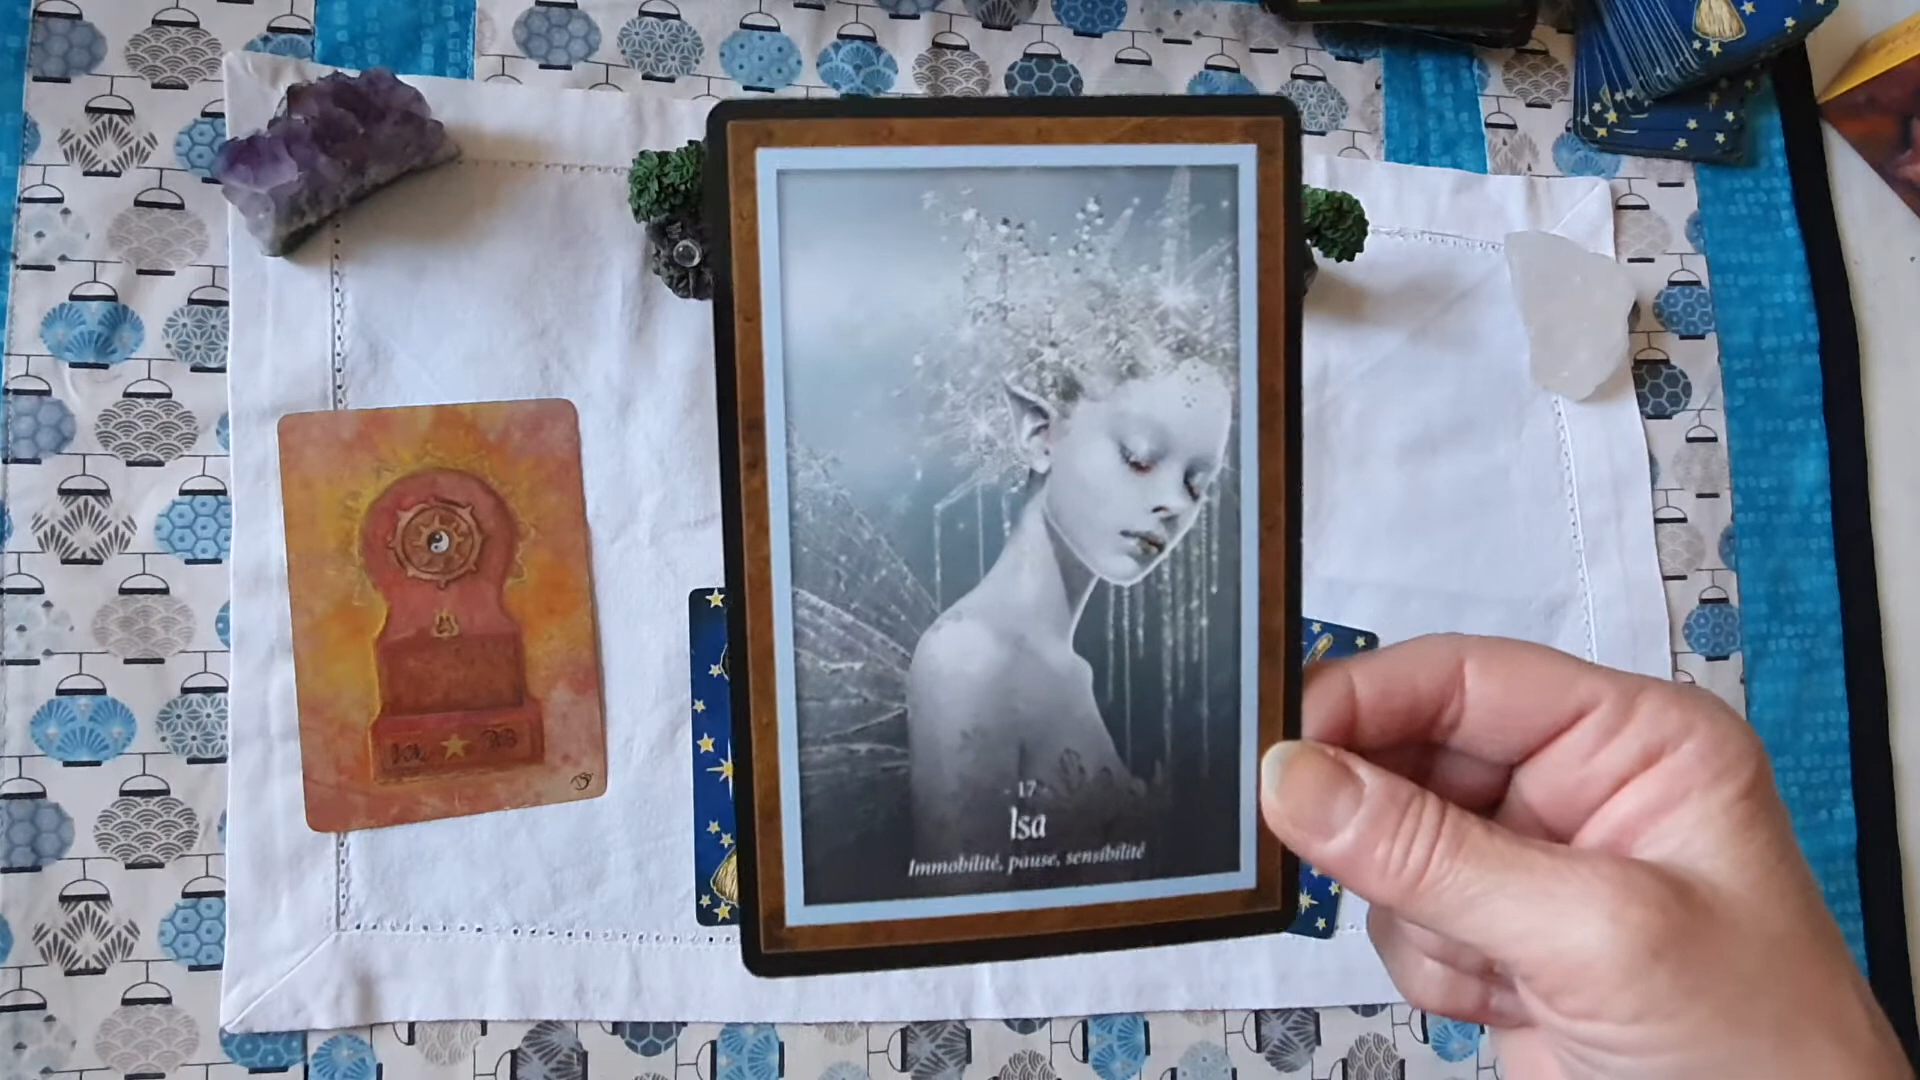 - 17 -
Isa
Immobilité, pause, sensibilité